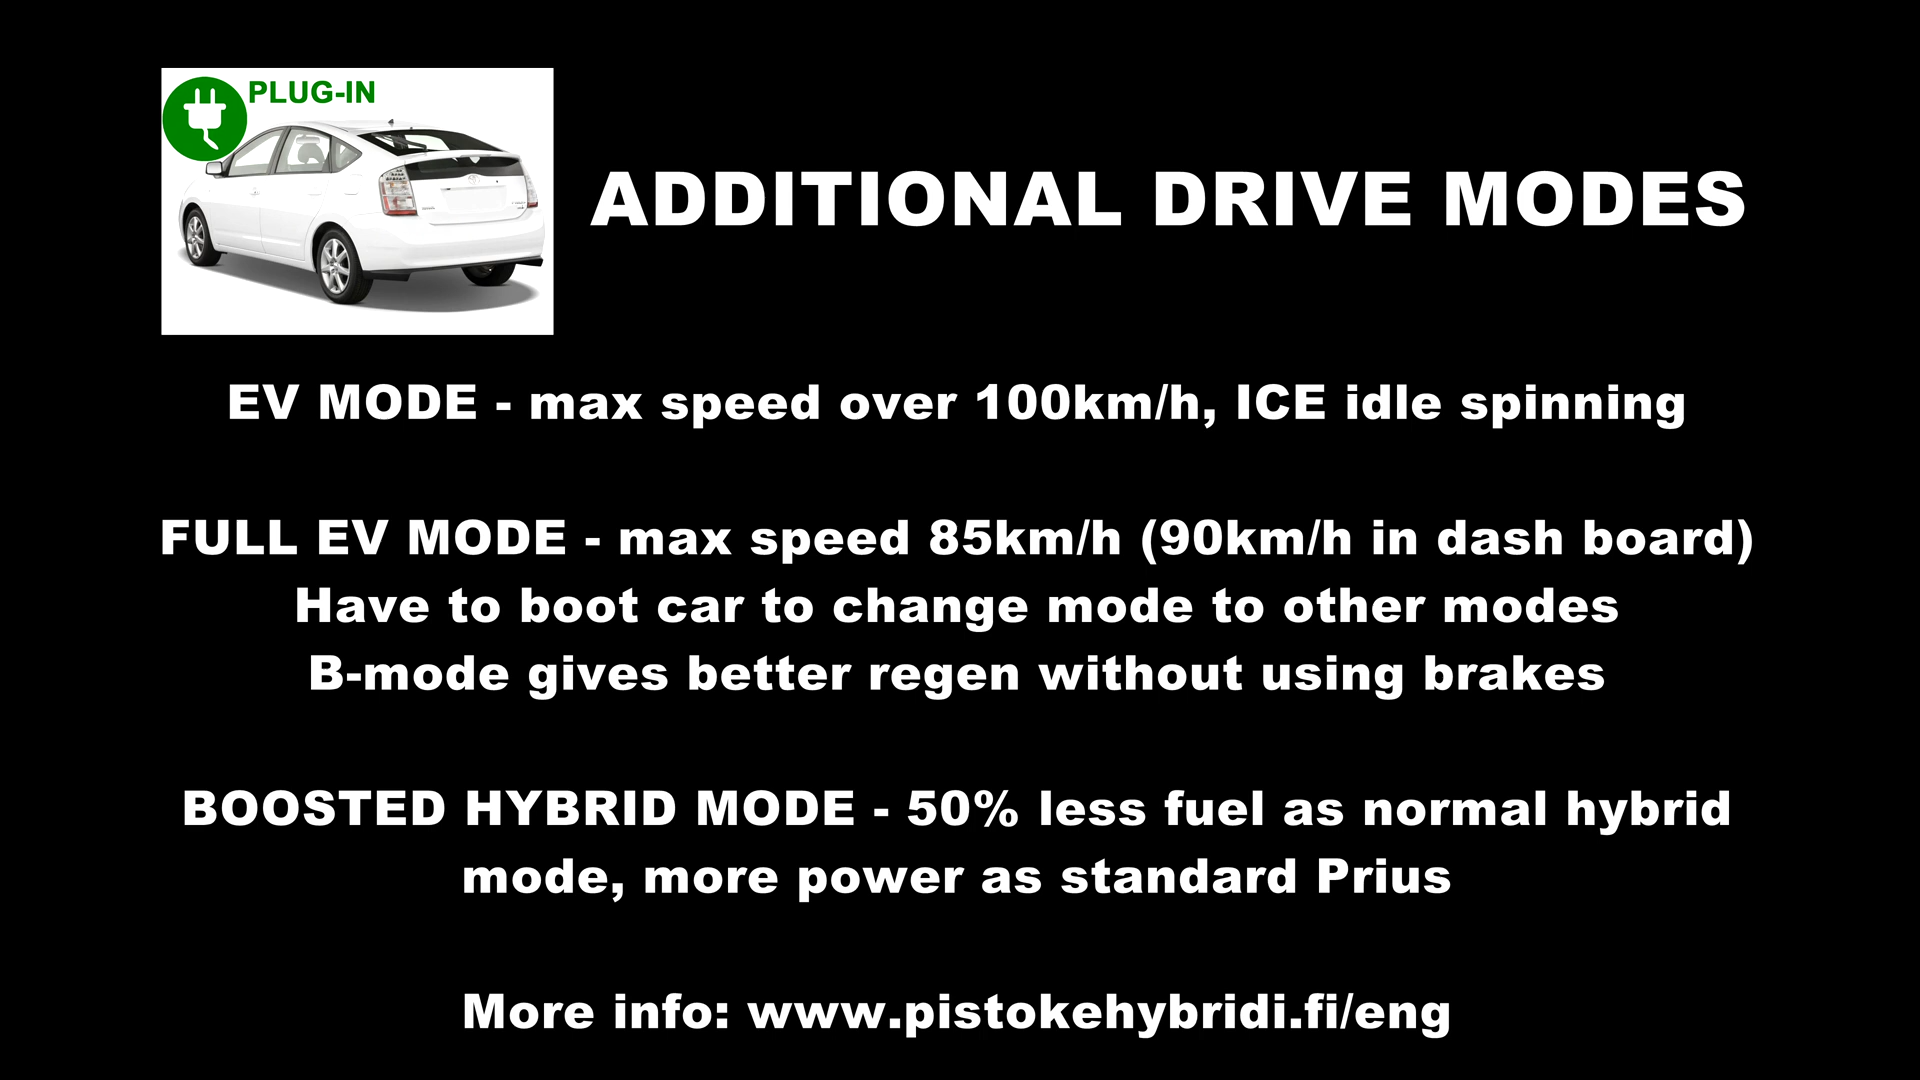 PLUG-IN
ADDITIONAL DRIVE MODES
EV MODE - max speed over 100km/h, ICE idle spinning
FULL EV MODE - max speed 85km/h (90km/h in dash board)
Have to boot car to change mode to other modes
B-mode gives better regen without using brakes
BOOSTED HYBRID MODE - 50% less fuel as normal hybrid
mode, more power as standard Prius
More info: www.pistokehybridi.fi/eng